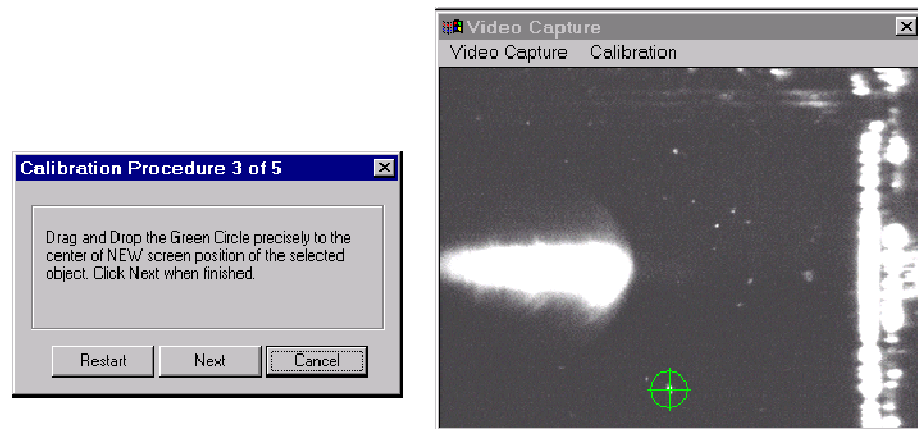 Video Capture
Video Capture Calibration
Calibration Procedure 3 of 5
Drag and Drop the Green Circle precisely to the
center of NEW screen position of the selected
object. Click Next when finished.
Restart Next Cancel